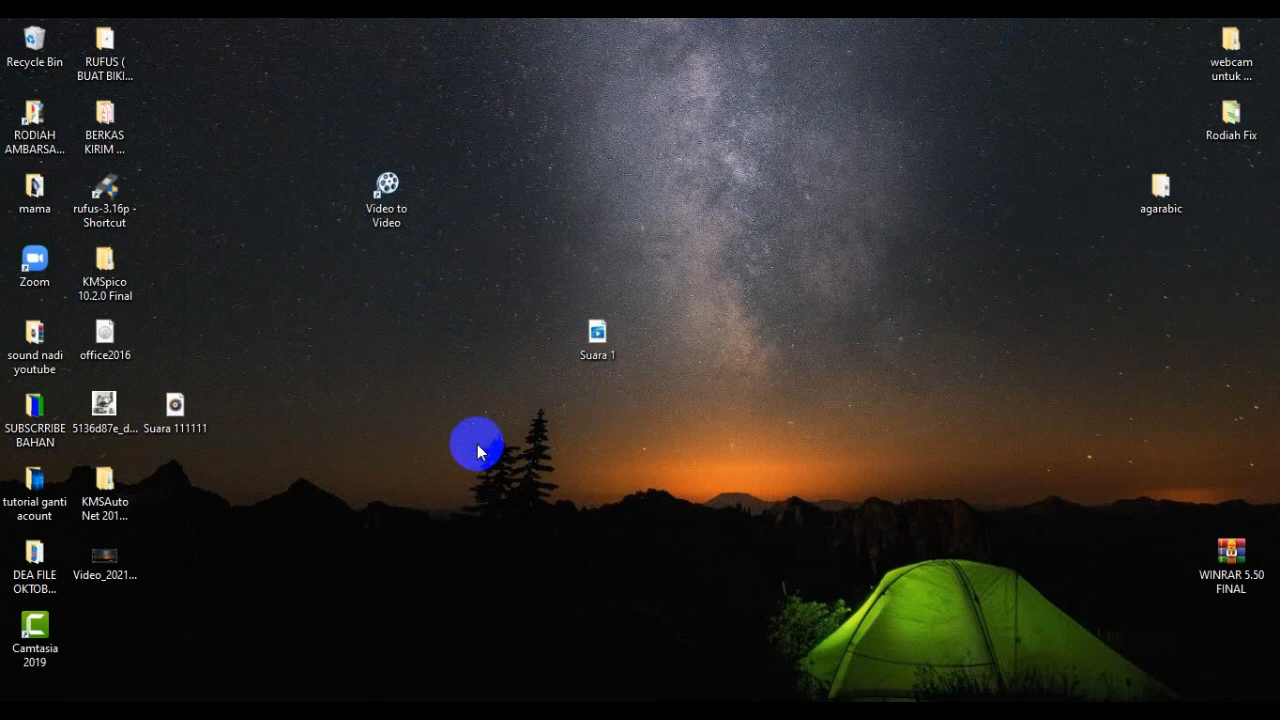 Recycle Bin
RODIAH
AMBARSA...
mama
Zoom
sound nadi
youtube
SUBSCRRIBE
BAHAN
tutorial ganti
acount
DEA FILE
OKTOB...
Camtasia
2019
RUFUS (
BUAT BIKI...
BERKAS
KIRIM ...
rufus-3.16p -
Shortcut
KMSpico
10.2.0 Final
office2016
5136d87e_d...
KMSAuto
Net 201...
Video_2021...
Suara 111111
Video to
Video
Suara 1
agarabic
webcam
untuk ...
Rodiah Fix
WINRAR 5.50
FINAL